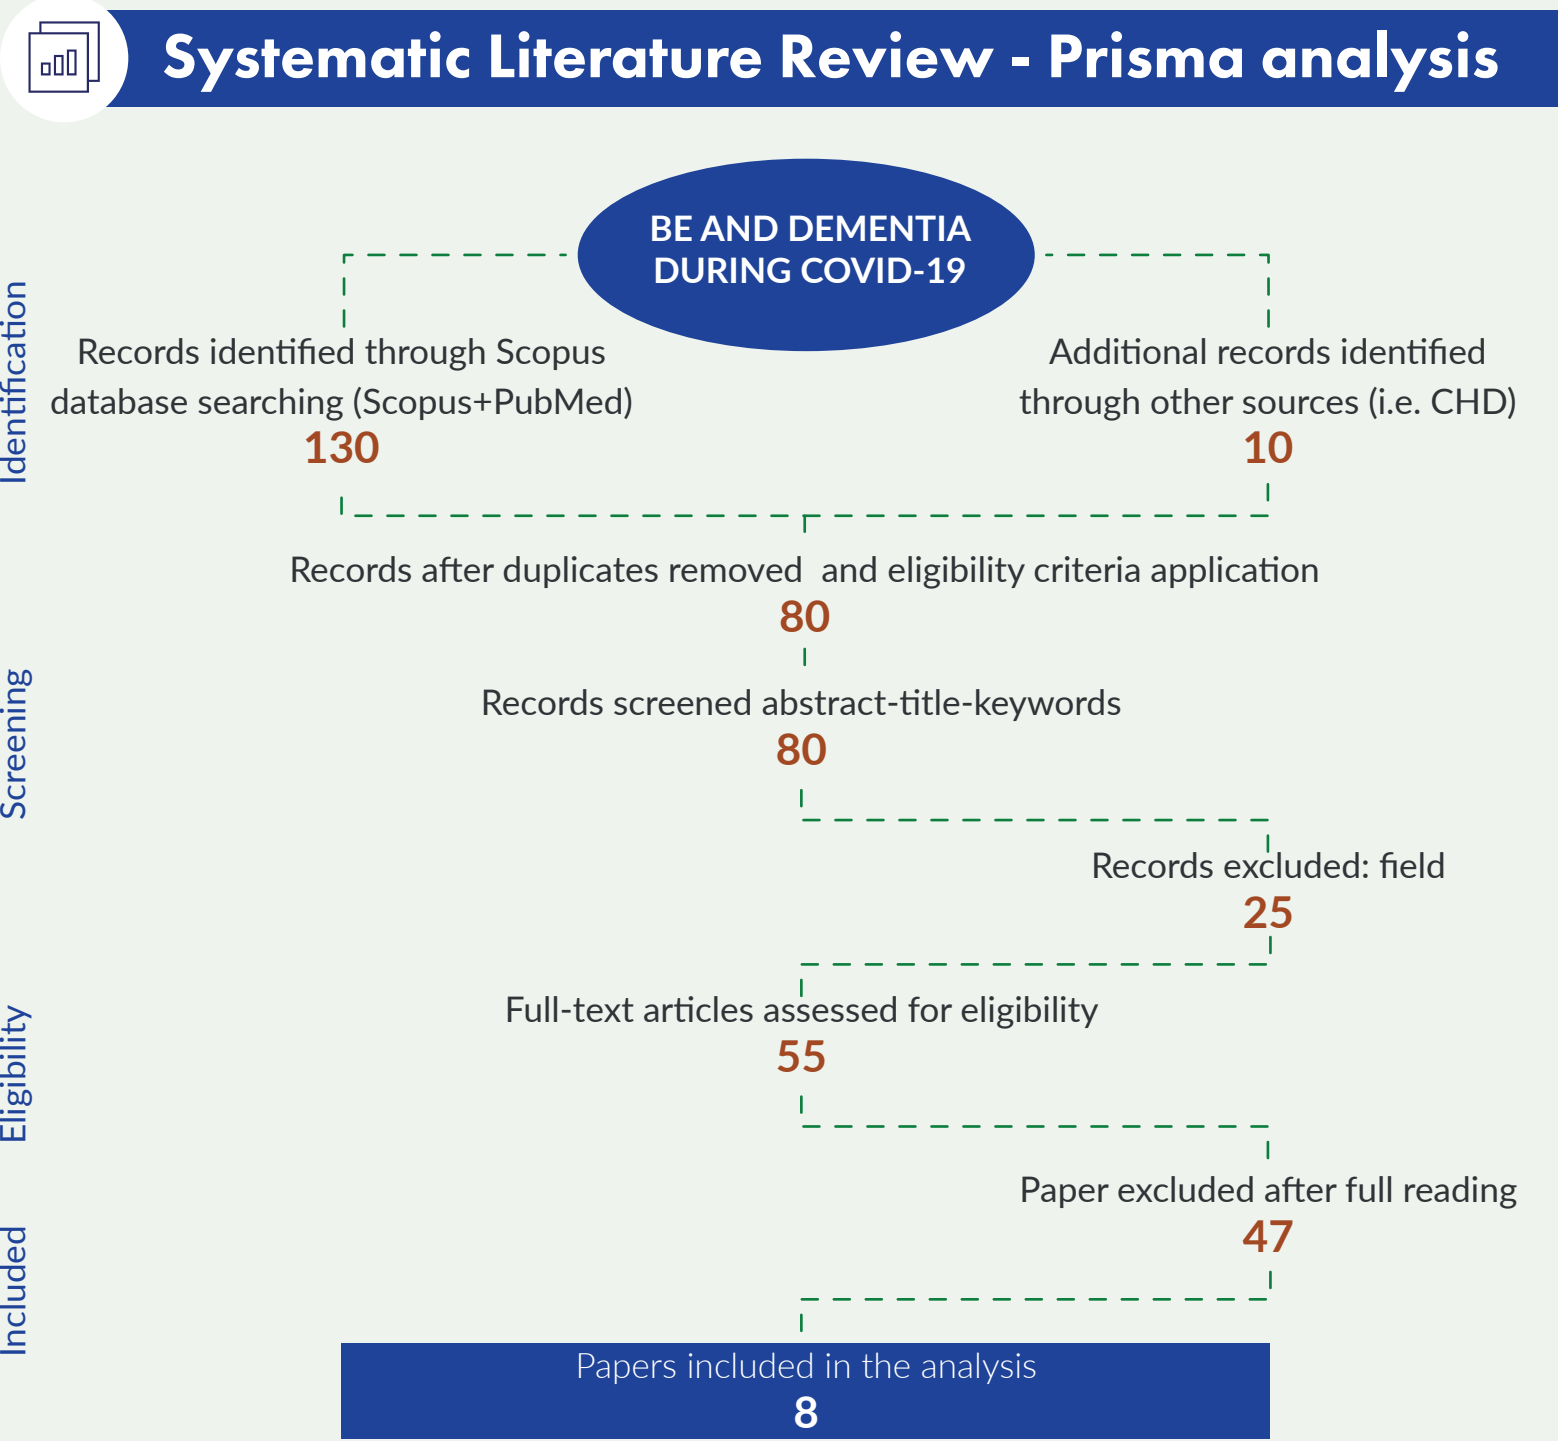 Systematic Literature Review - Prisma analysis
BE AND DEMENTIA
DURING COVID-19
Identification
Records identified through Scopus
database searching (Scopus+PubMed)
130
Additional records identified
through other sources (i.e. CHD)
10
Records after duplicates removed  and eligibility criteria application
80
Screening
Records screened abstract-title-keywords
80
Records excluded: field
25
Eligibility
Full-text articles assessed for eligibility
55
Paper excluded after full reading
47
Included
Papers included in the analysis
8